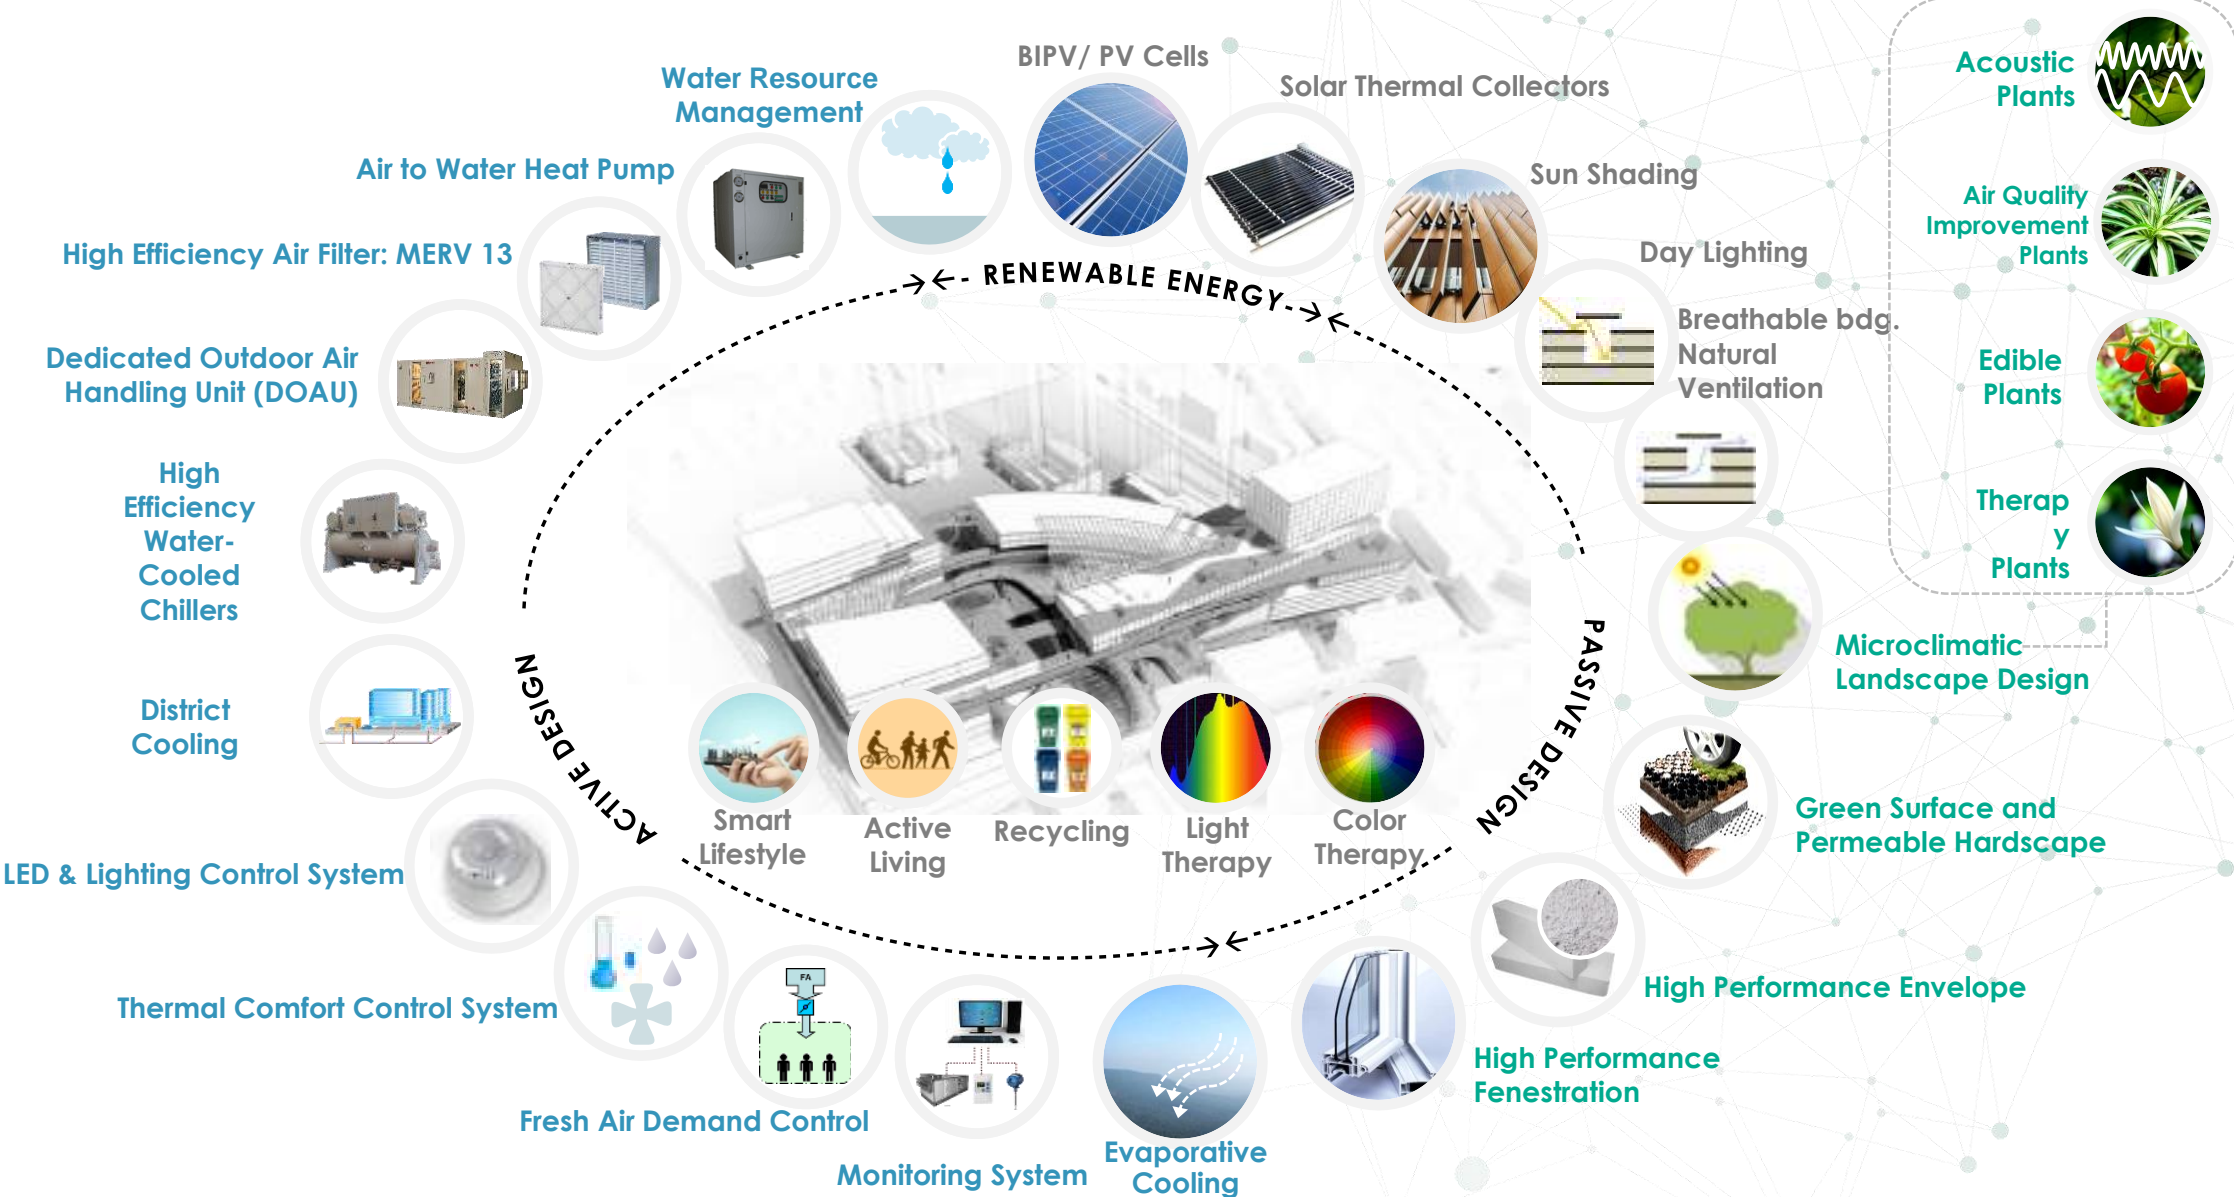 BIPV/ PV Cells
Solar Thermal Collectors
Sun Shading
Day Lighting
Breathable bdg.
Natural
Ventilation
Water Resource
Management
Air to Water Heat Pump
High Efficiency Air Filter: MERV 13
Dedicated Outdoor Air
Handling Unit (DOAU)
High
Efficiency
Water-
Cooled
Chillers
District
Cooling
LED & Lighting Control System
Thermal Comfort Control System
FA
Fresh Air Demand Control
Monitoring System
Evaporative
Cooling
High Performance
Fenestration
High Performance Envelope
Green Surface and
Permeable Hardscape
Microclimatic
Landscape Design
Acoustic
Plants
Air Quality
Improvement
Plants
Edible
Plants
Therap
y
Plants
RENEWABLE ENERGY
PASSIVE DESIGN
ACTIVE DESIGN
Smart
Lifestyle
Active
Living
Recycling
Light
Therapy
Color
Therapy